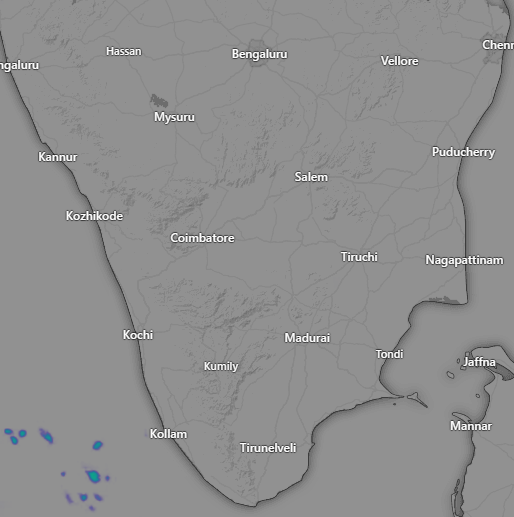 Hassan
Bengaluru
Chenn
Vellore
ngaluru
Mysuru
Kannur
Puducherry
Salem
Kozhikode
Coimbatore
Tiruchi
Nagapattinam
Kochi
Madurai
Tondi
Jaffna
Kumily
Mannar
Kollam
Tirunelveli